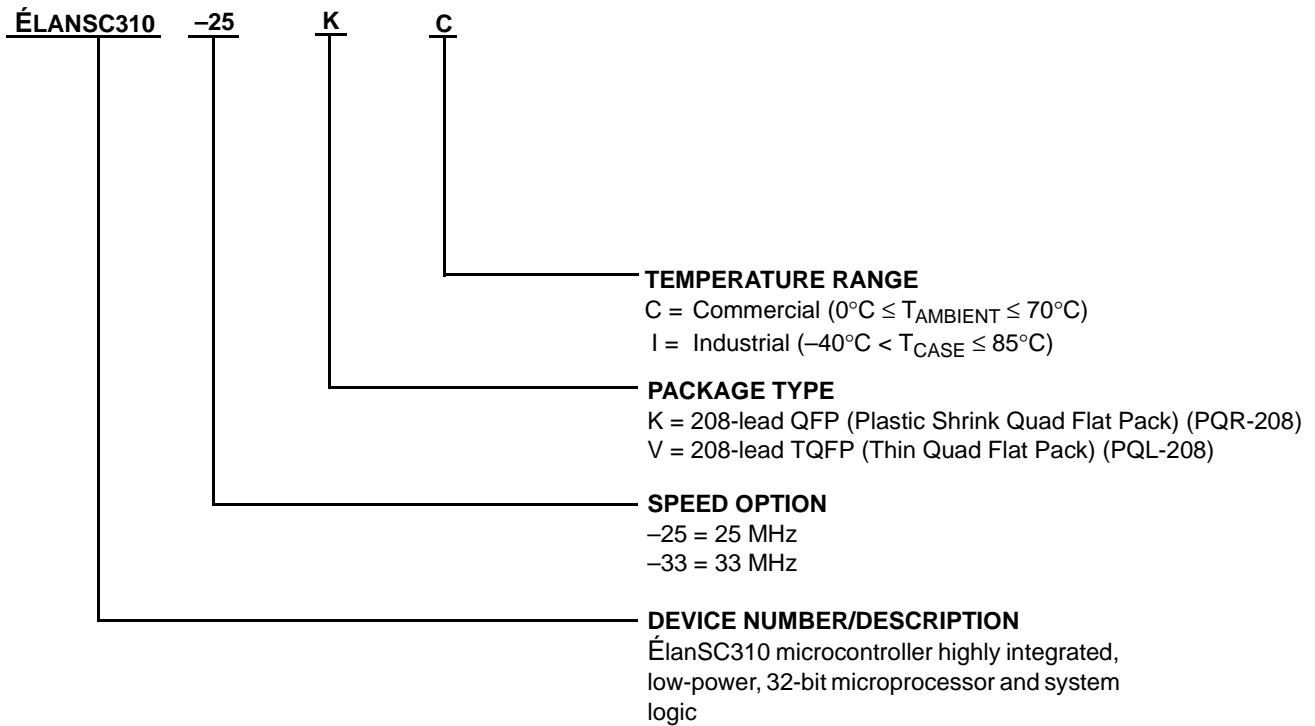 ÉLANSC310 –25 K C
TEMPERATURE RANGE
C = Commercial (0°C ≤ TAMBIENT ≤ 70°C)
I = Industrial (–40°C < TCASE ≤ 85°C)
PACKAGE TYPE
K = 208-lead QFP (Plastic Shrink Quad Flat Pack) (PQR-208)
V = 208-lead TQFP (Thin Quad Flat Pack) (PQL-208)
SPEED OPTION
–25 = 25 MHz
–33 = 33 MHz
DEVICE NUMBER/DESCRIPTION
ÉlanSC310 microcontroller highly integrated,
low-power, 32-bit microprocessor and system
logic